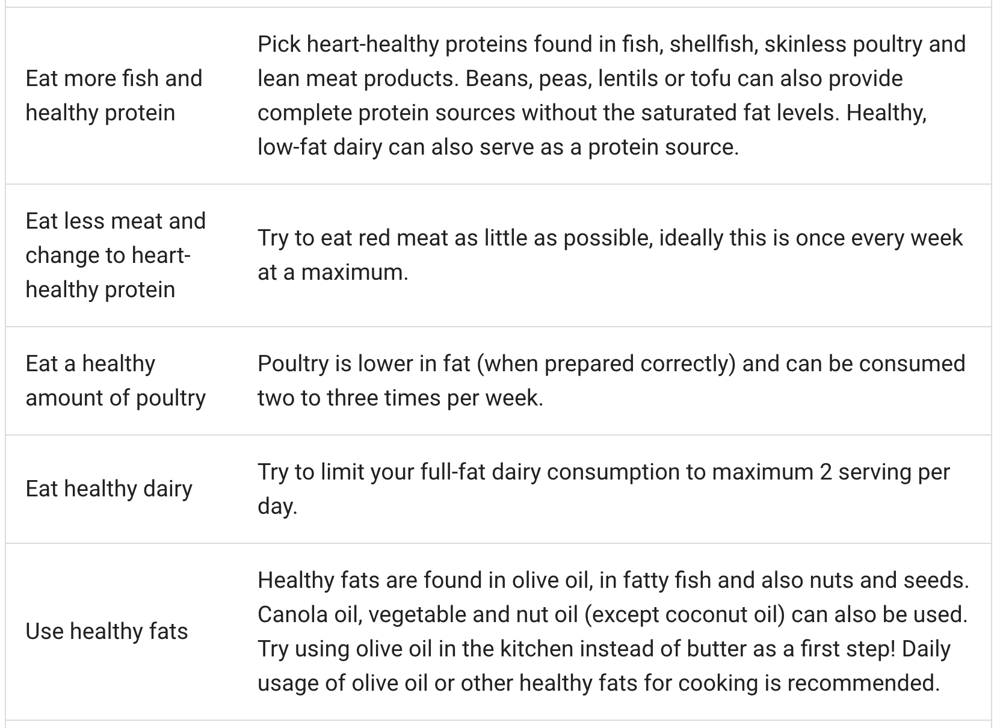 Eat more fish and
healthy protein
Pick heart-healthy proteins found in fish, shellfish, skinless poultry and
lean meat products. Beans, peas, lentils or tofu can also provide
complete protein sources without the saturated fat levels. Healthy,
low-fat dairy can also serve as a protein source.
Eat less meat and
change to heart-
healthy protein
Try to eat red meat as little as possible, ideally this is once every week
at a maximum.
Eat a healthy
amount of poultry
Poultry is lower in fat (when prepared correctly) and can be consumed
two to three times per week.
Eat healthy dairy
Try to limit your full-fat dairy consumption to maximum 2 serving per
day.
Use healthy fats
Healthy fats are found in olive oil, in fatty fish and also nuts and seeds.
Canola oil, vegetable and nut oil (except coconut oil) can also be used.
Try using olive oil in the kitchen instead of butter as a first step! Daily
usage of olive oil or other healthy fats for cooking is recommended.